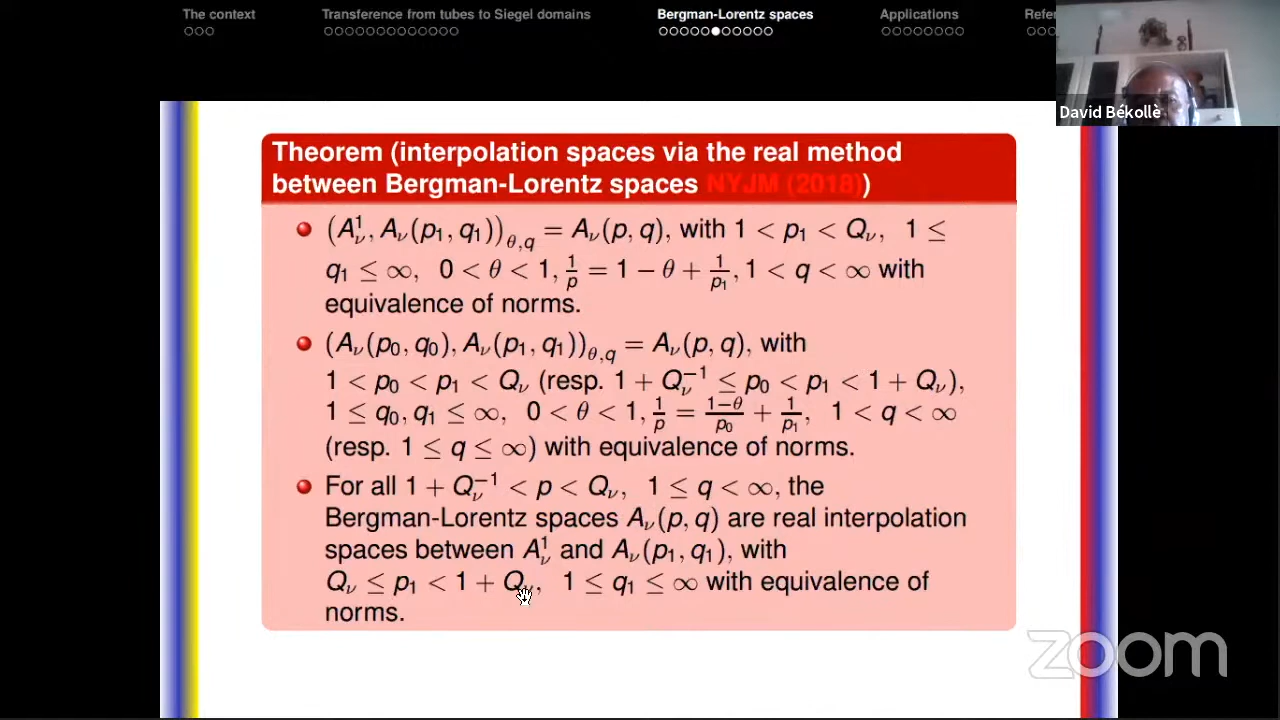 The context Transference from tubes to Siegel domains Bergman-Lorentz spaces Applications Refer
David Békollè
Theorem (interpolation spaces via the real method
between Bergman-Lorentz spaces NYJM (2018))
(A¹_ν, A_ν(p₁, q₁))_θ,q = A_ν(p, q), with 1 < p₁ < Q_ν, 1 ≤
q₁ ≤ ∞, 0 < θ < 1, 1/p = 1 − θ + 1/p₁, 1 < q < ∞ with
equivalence of norms.
(A_ν(p₀, q₀), A_ν(p₁, q₁))_θ,q = A_ν(p, q), with
1 < p₀ < p₁ < Q_ν (resp. 1 + Q_ν⁻¹ ≤ p₀ < p₁ < 1 + Q_ν),
1 ≤ q₀, q₁ ≤ ∞, 0 < θ < 1, 1/p = (1−θ)/p₀ + 1/p₁, 1 < q < ∞
(resp. 1 ≤ q ≤ ∞) with equivalence of norms.
For all 1 + Q_ν⁻¹ < p < Q_ν, 1 ≤ q < ∞, the
Bergman-Lorentz spaces A_ν(p, q) are real interpolation
spaces between A¹_ν and A_ν(p₁, q₁), with
Q_ν ≤ p₁ < 1 + Q_ν, 1 ≤ q₁ ≤ ∞ with equivalence of
norms.
zoom